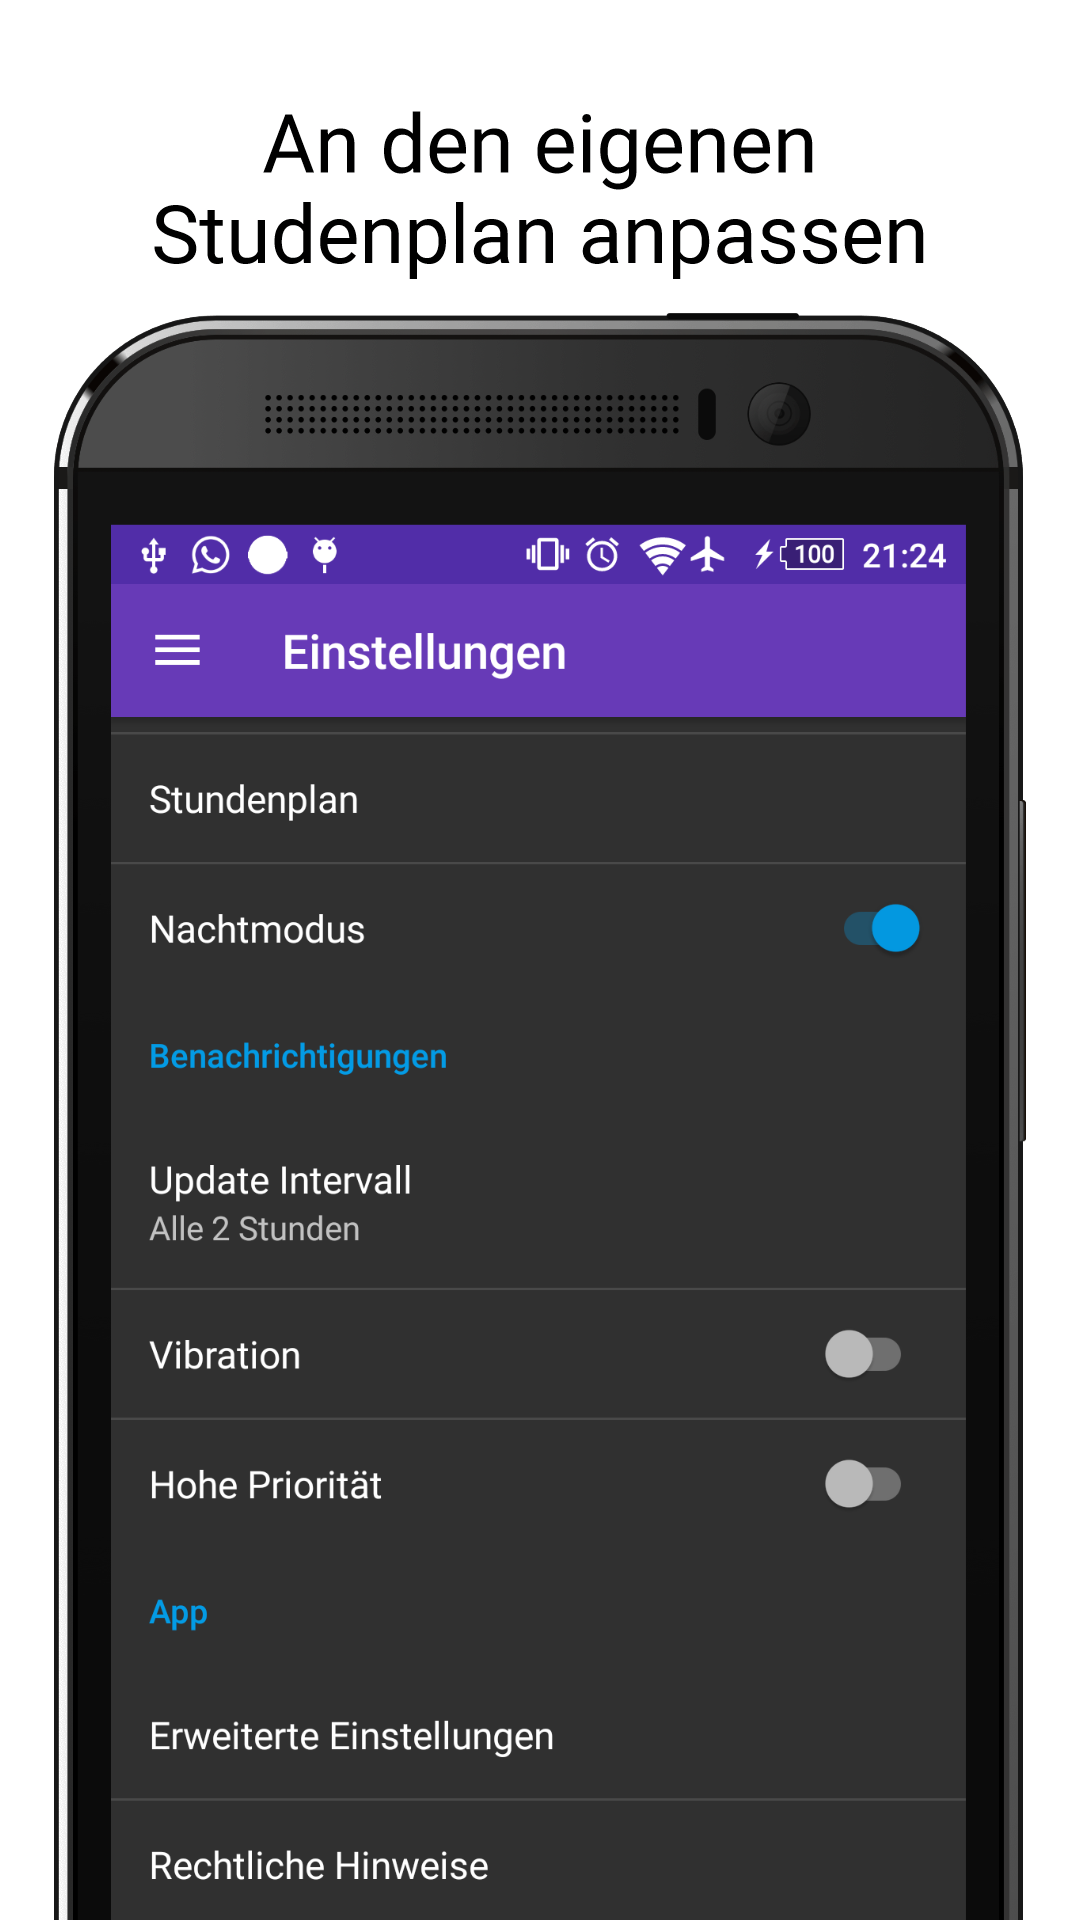 An den eigenen
Studenplan anpassen
100 21:24
Einstellungen
Stundenplan
Nachtmodus
Benachrichtigungen
Update Intervall
Alle 2 Stunden
Vibration
Hohe Priorität
App
Erweiterte Einstellungen
Rechtliche Hinweise